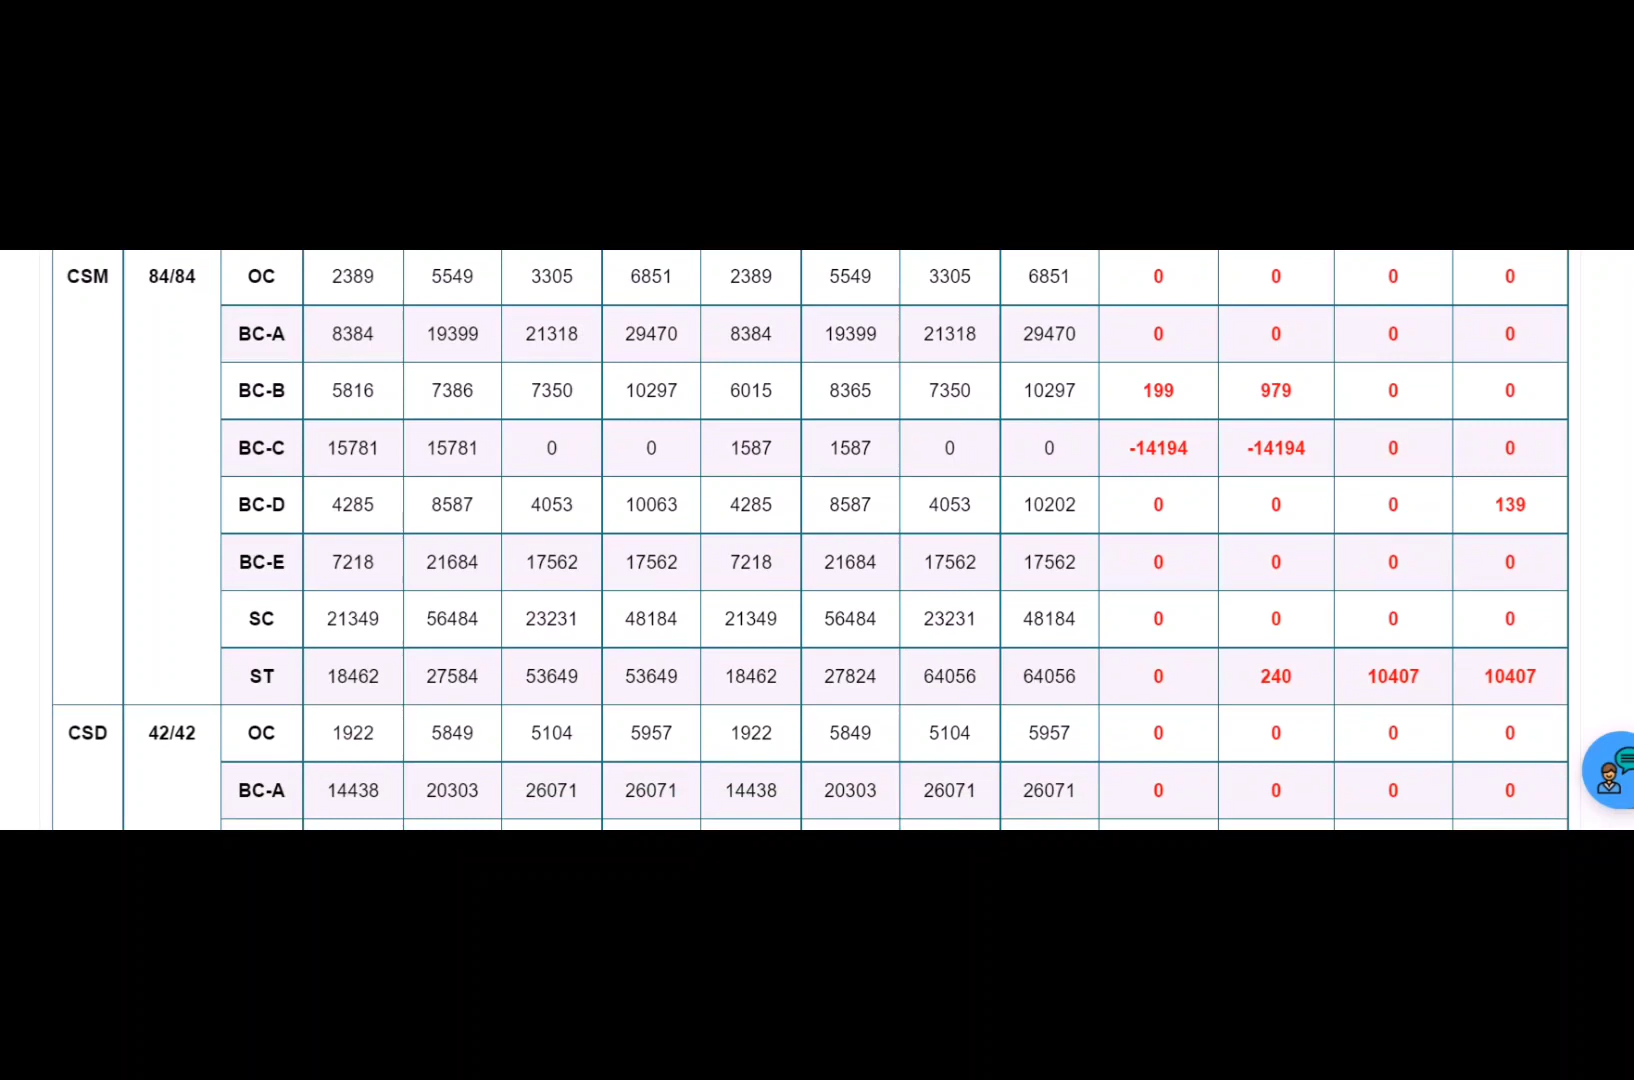 CSM 84/84 OC 2389 5549 3305 6851 2389 5549 3305 6851 0 0 0 0
BC-A 8384 19399 21318 29470 8384 19399 21318 29470 0 0 0 0
BC-B 5816 7386 7350 10297 6015 8365 7350 10297 199 979 0 0
BC-C 15781 15781 0 0 1587 1587 0 0 -14194 -14194 0 0
BC-D 4285 8587 4053 10063 4285 8587 4053 10202 0 0 0 139
BC-E 7218 21684 17562 17562 7218 21684 17562 17562 0 0 0 0
SC 21349 56484 23231 48184 21349 56484 23231 48184 0 0 0 0
ST 18462 27584 53649 53649 18462 27824 64056 64056 0 240 10407 10407
CSD 42/42 OC 1922 5849 5104 5957 1922 5849 5104 5957 0 0 0 0
BC-A 14438 20303 26071 26071 14438 20303 26071 26071 0 0 0 0